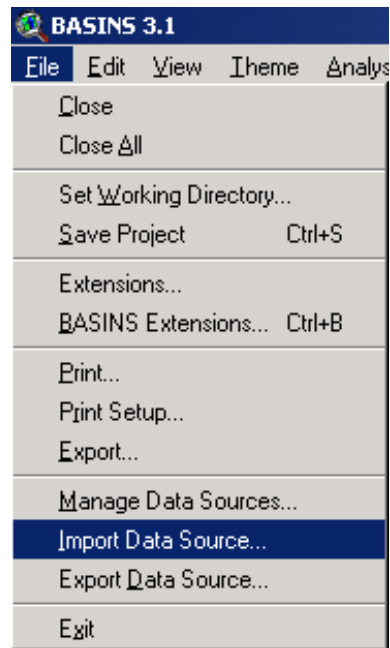 BASINS 3.1
File Edit View Theme Analys
Close
Close All
Set Working Directory...
Save Project Ctrl+S
Extensions...
BASINS Extensions... Ctrl+B
Print...
Print Setup...
Export...
Manage Data Sources...
Import Data Source...
Export Data Source...
Exit